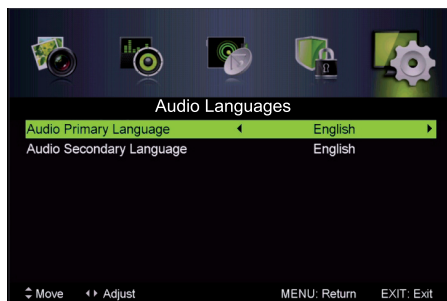 Audio Languages
Audio Primary Language English
Audio Secondary Language English
Move Adjust MENU: Return EXIT: Exit